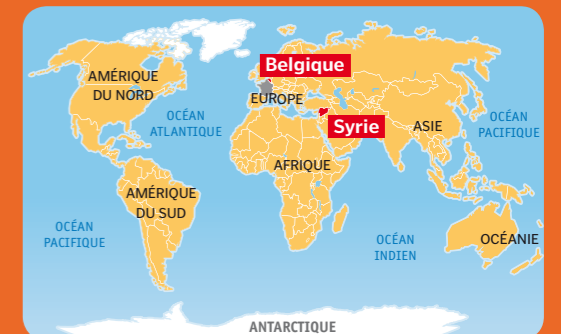 Belgique
AMÉRIQUE
DU NORD
EUROPE
OCÉAN
ATLANTIQUE
OCÉAN
PACIFIQUE
Syrie
ASIE
AFRIQUE
AMÉRIQUE
DU SUD
OCÉAN
PACIFIQUE
OCÉAN
INDIEN
OCÉANIE
ANTARCTIQUE